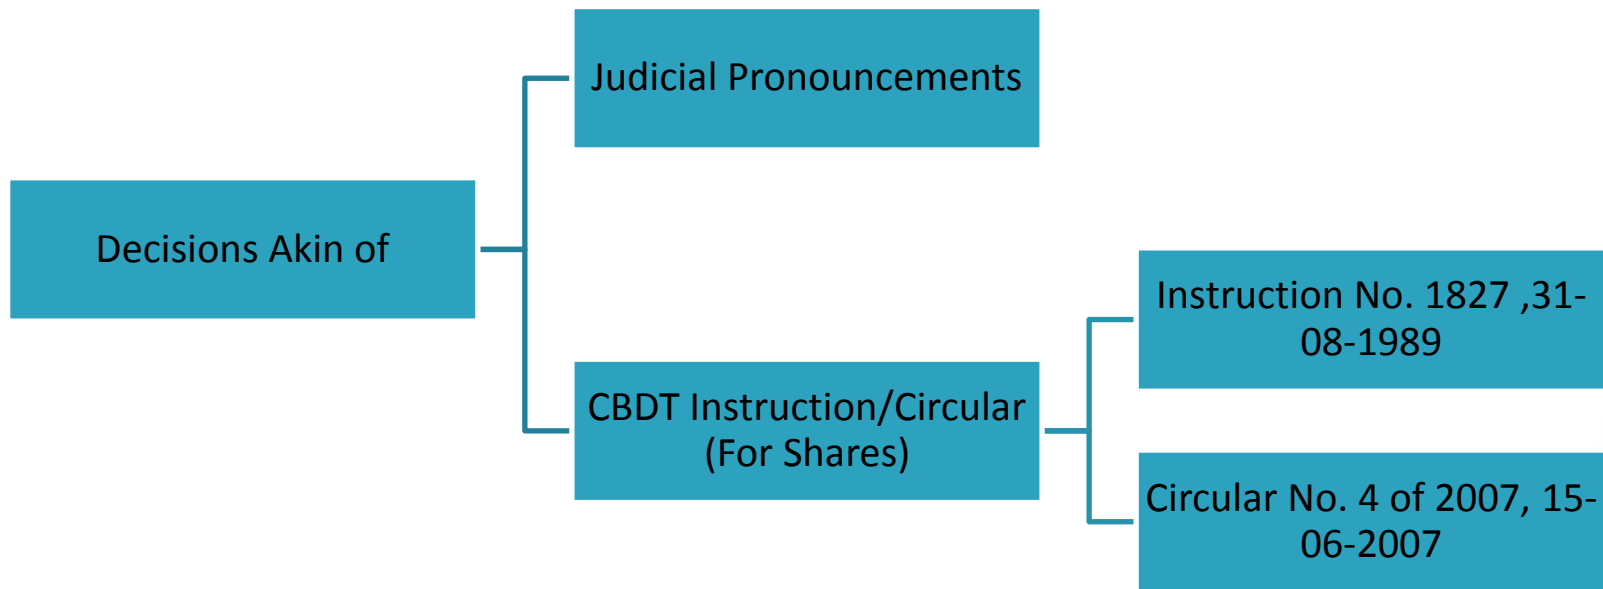 Judicial Pronouncements
Decisions Akin of
Instruction No. 1827 ,31-
08-1989
CBDT Instruction/Circular
(For Shares)
Circular No. 4 of 2007, 15-
06-2007